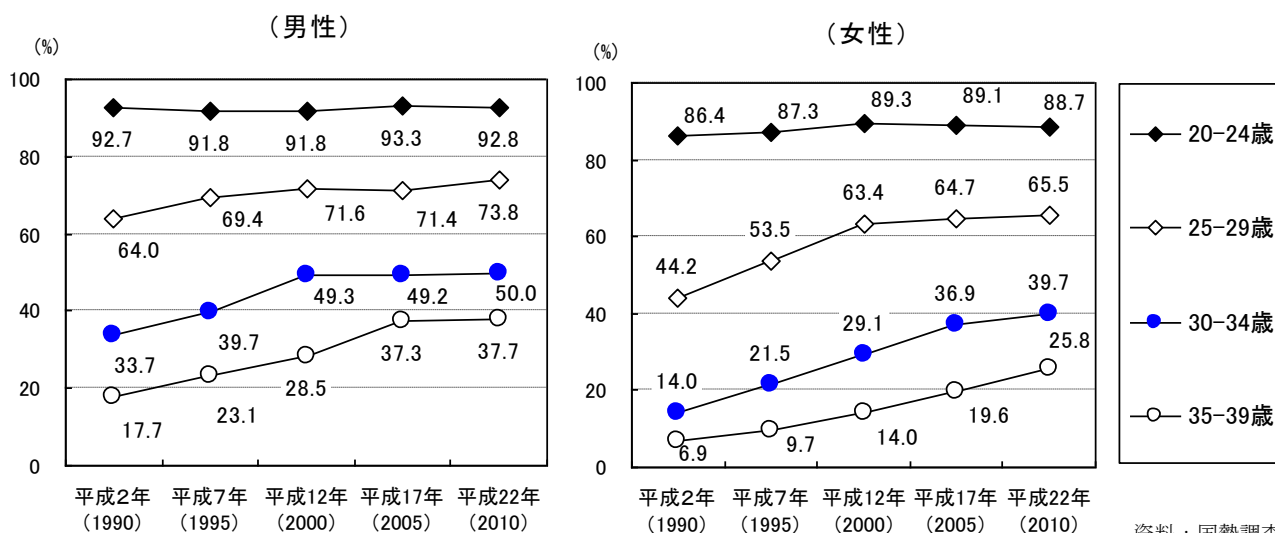 (男性)
(%)
100
80
60
40
20
0
92.7 91.8 91.8 93.3 92.8
64.0 69.4 71.6 71.4 73.8
33.7 39.7 49.3 49.2 50.0
17.7 23.1 28.5 37.3 37.7
平成2年 平成7年 平成12年 平成17年 平成22年
(1990) (1995) (2000) (2005) (2010)
(女性)
(%)
100
80
60
40
20
0
86.4 87.3 89.3 89.1 88.7
44.2 53.5 63.4 64.7 65.5
14.0 21.5 29.1 36.9 39.7
6.9 9.7 14.0 19.6 25.8
平成2年 平成7年 平成12年 平成17年 平成22年
(1990) (1995) (2000) (2005) (2010)
20-24歳
25-29歳
30-34歳
35-39歳
資料:国勢調査